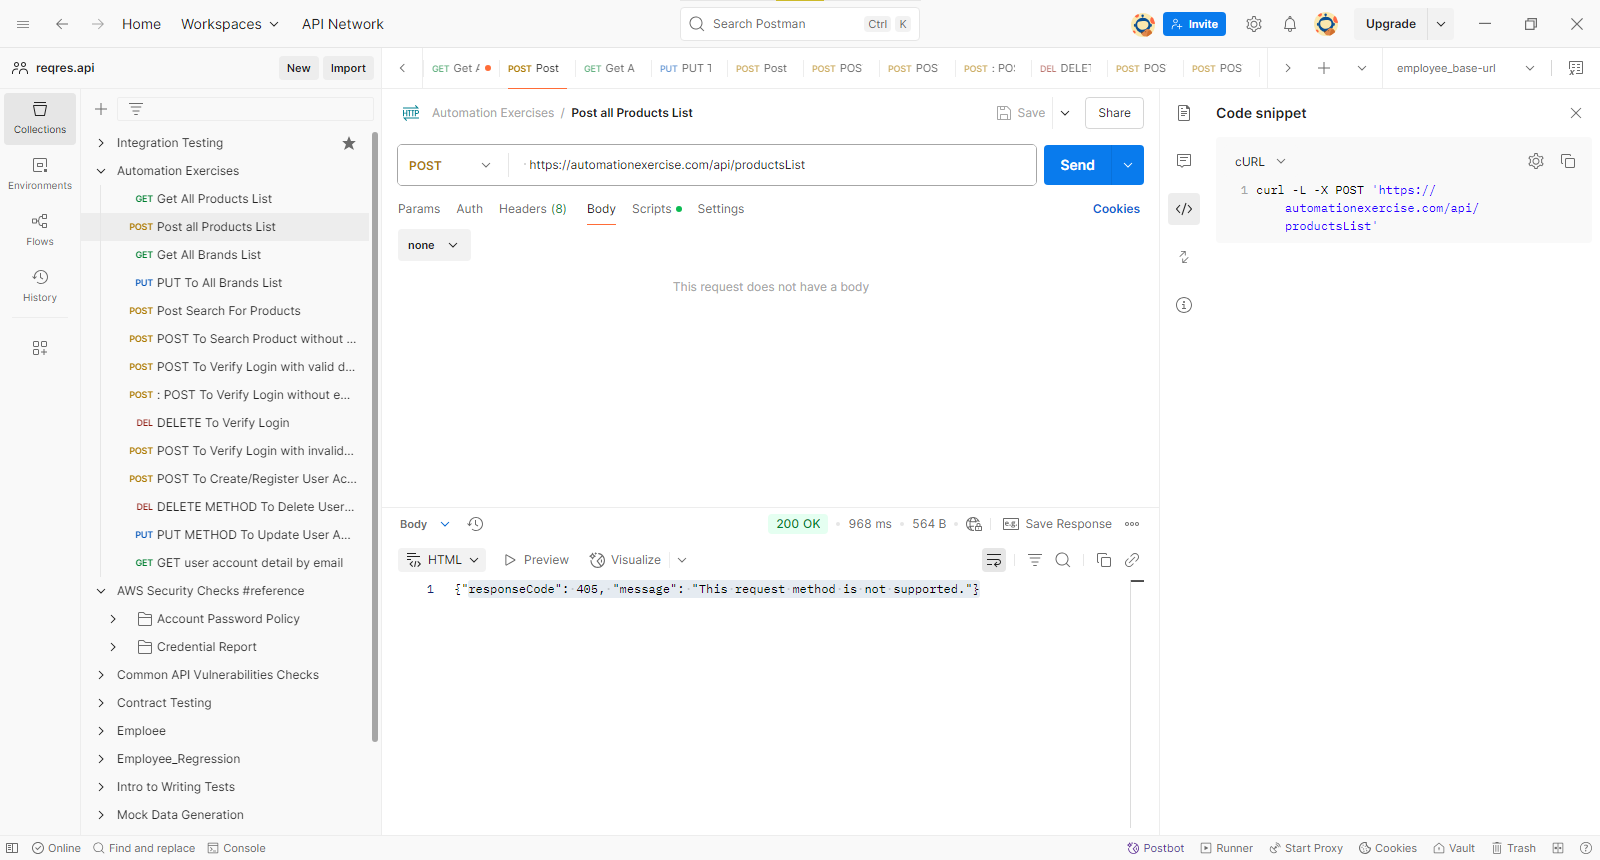 Home Workspaces API Network Search Postman Ctrl K Invite Upgrade
reqres.api New Import
GET Get A POST Post GET Get A PUT PUT T POST Post POST POS POST POS POST : PO DEL DELE POST POS POST POS employee_base-url
Collections
Environments
Flows
History
Integration Testing
Automation Exercises
GET Get All Products List
POST Post all Products List
GET Get All Brands List
PUT PUT To All Brands List
POST Post Search For Products
POST POST To Search Product without ...
POST POST To Verify Login with valid d...
POST : POST To Verify Login without e...
DEL DELETE To Verify Login
POST POST To Verify Login with invalid...
POST POST To Create/Register User Ac...
DEL DELETE METHOD To Delete User...
PUT PUT METHOD To Update User A...
GET GET user account detail by email
AWS Security Checks #reference
Account Password Policy
Credential Report
Common API Vulnerabilities Checks
Contract Testing
Emploee
Employee_Regression
Intro to Writing Tests
Mock Data Generation
HTTP Automation Exercises / Post all Products List Save Share
POST https://automationexercise.com/api/productsList Send
Params Auth Headers (8) Body Scripts Settings Cookies
none
This request does not have a body
Body 200 OK 968 ms 564 B e.g. Save Response
HTML Preview Visualize
1 {"responseCode": 405, "message": "This request method is not supported."}
Code snippet
cURL
1 curl -L -X POST 'https://
automationexercise.com/api/
productsList'
Online Find and replace Console Postbot Runner Start Proxy Cookies Vault Trash